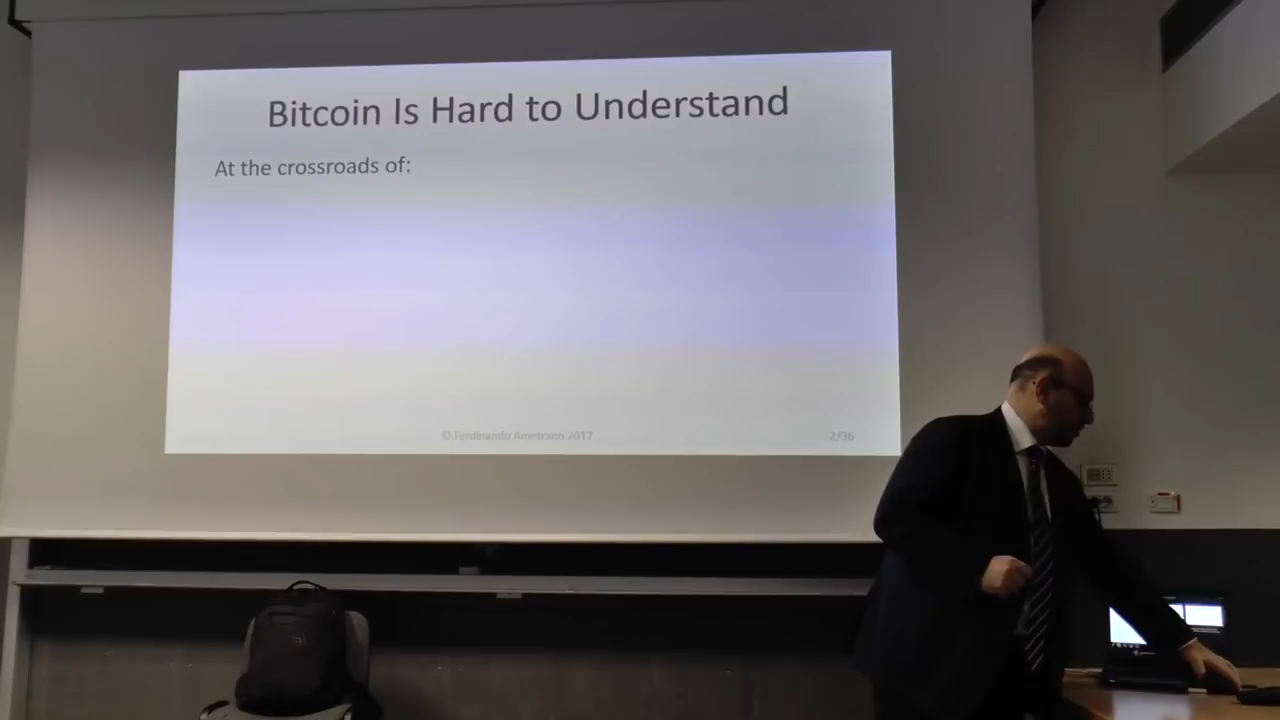 Bitcoin Is Hard to Understand
At the crossroads of:
© Ferdinando Ametrano 2017
2/36